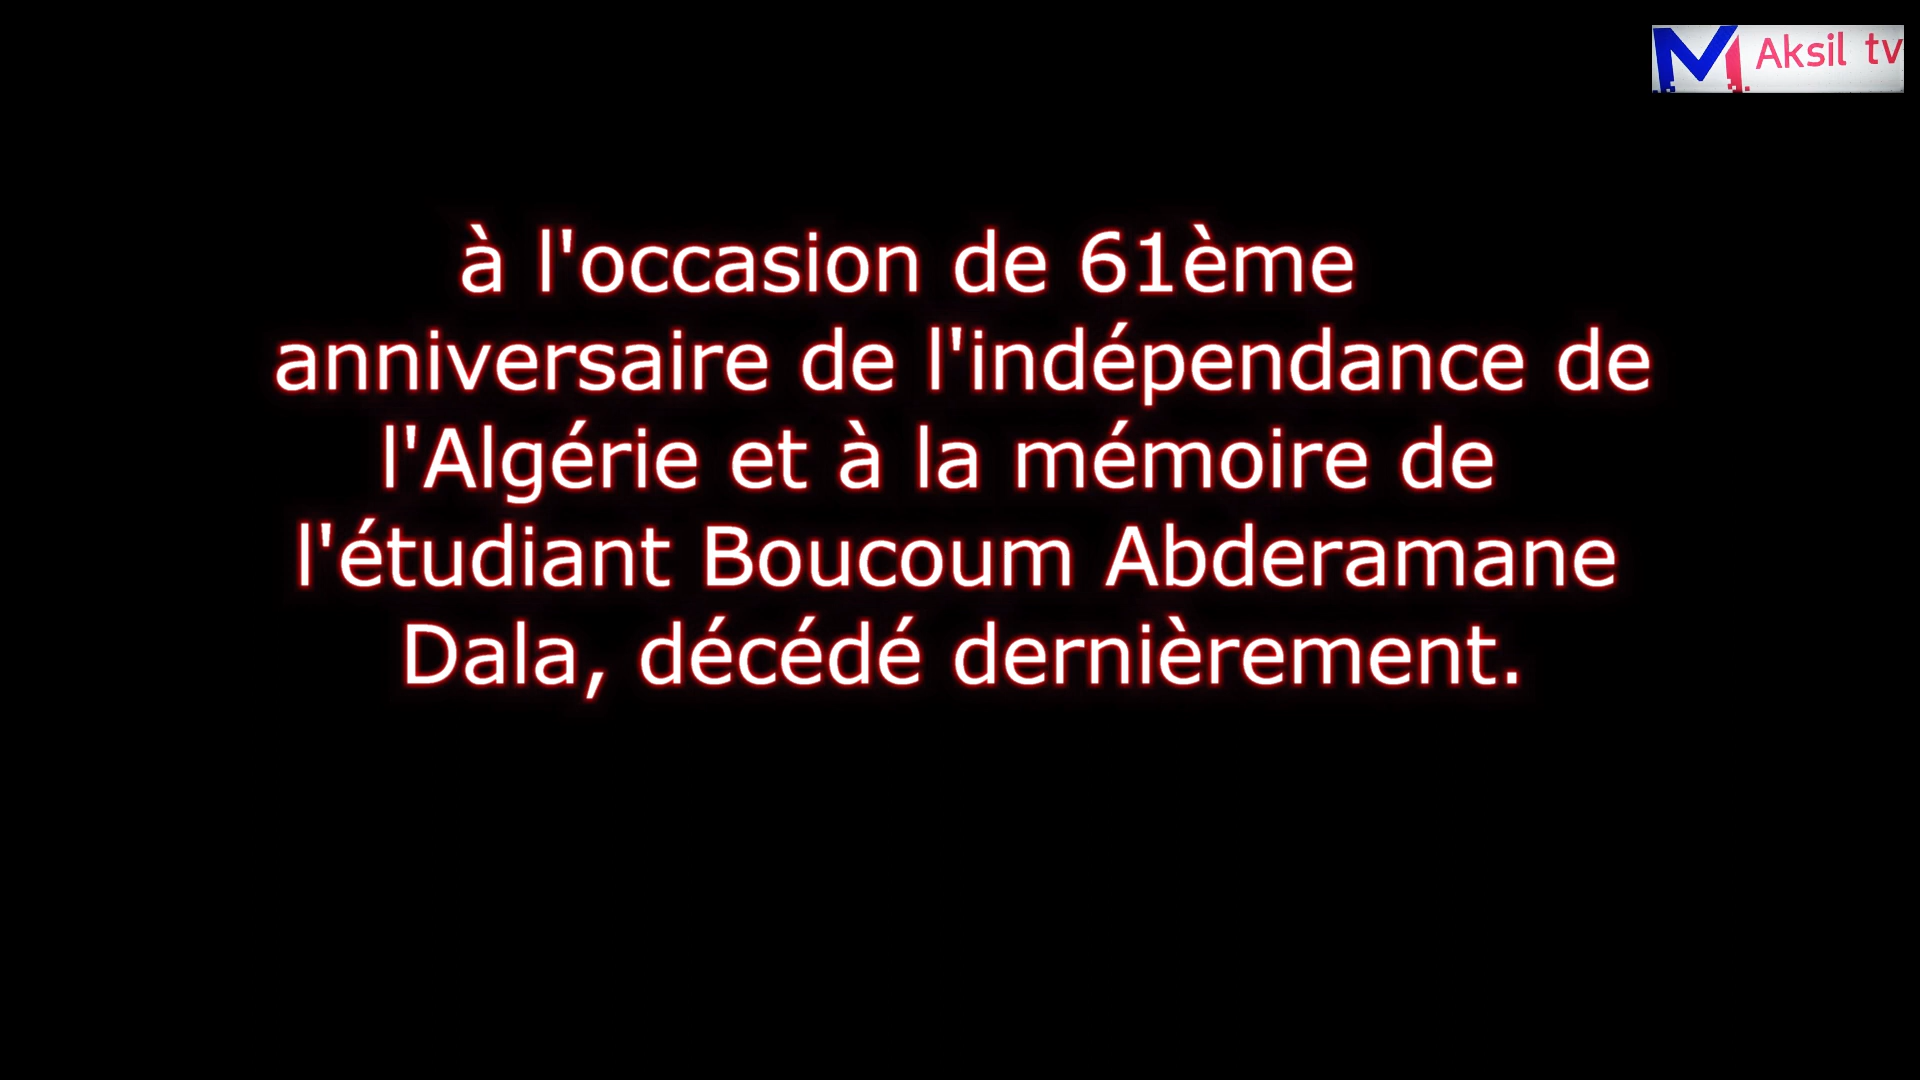 M Aksil tv
à l'occasion de 61ème
anniversaire de l'indépendance de
l'Algérie et à la mémoire de
l'étudiant Boucoum Abderamane
Dala, décédé dernièrement.